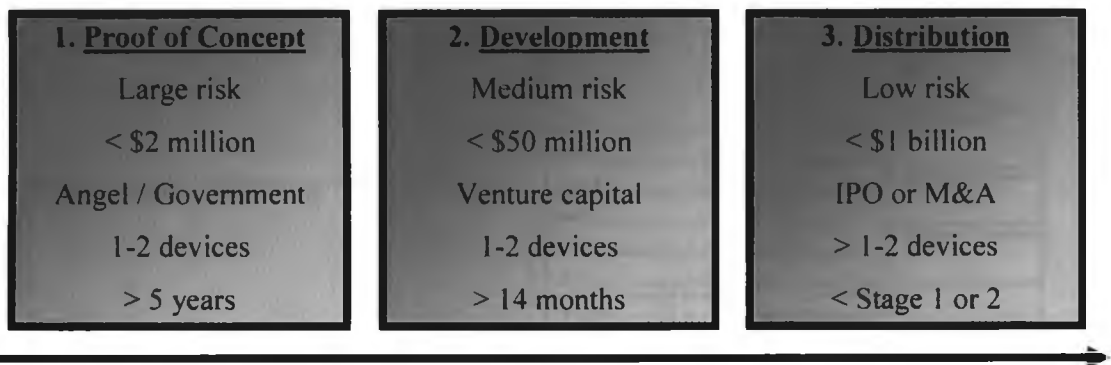 1. Proof of Concept
Large risk
< $2 million
Angel / Government
1-2 devices
> 5 years
2. Development
Medium risk
< $50 million
Venture capital
1-2 devices
> 14 months
3. Distribution
Low risk
< $1 billion
IPO or M&A
> 1-2 devices
< Stage 1 or 2